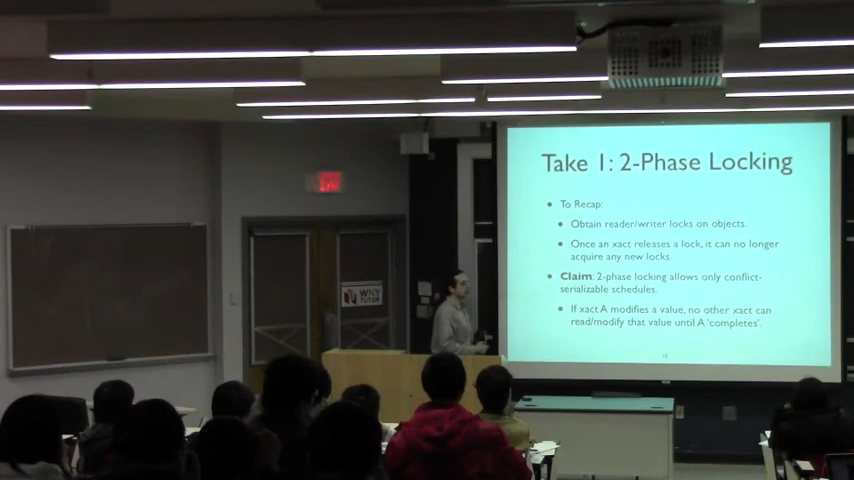 Take 1: 2-Phase Locking
• To Recap:
• Obtain reader/writer locks on objects.
• Once an xact releases a lock, it can no longer
acquire any new locks.
• Claim: 2-phase locking allows only conflict-
serializable schedules.
• If xact A modifies a value, no other xact can
read/modify that value until A 'completes'.
EXIT
WNY
TUTOR